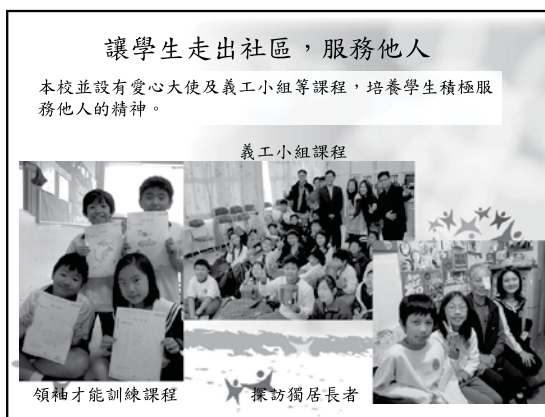 讓學生走出社區，服務他人
本校並設有愛心大使及義工小組等課程，培養學生積極服
務他人的精神。
義工小組課程
領袖才能訓練課程
探訪獨居長者